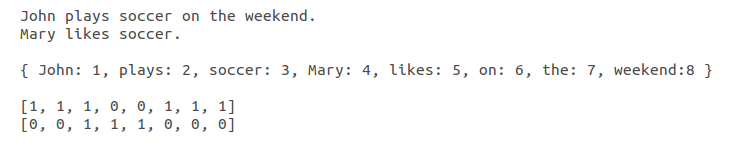 John plays soccer on the weekend.
Mary likes soccer.
{ John: 1, plays: 2, soccer: 3, Mary: 4, likes: 5, on: 6, the: 7, weekend:8 }
[1, 1, 1, 0, 0, 1, 1, 1]
[0, 0, 1, 1, 1, 0, 0, 0]